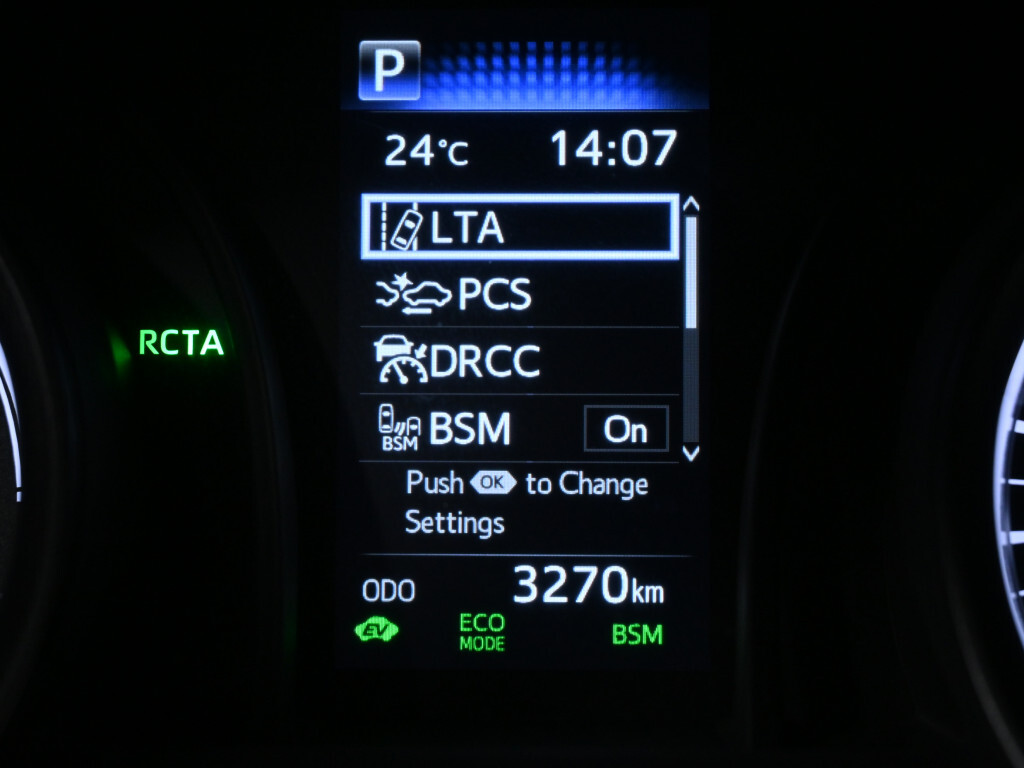 P
24°C 14:07
LTA
PCS
RCTA
DRCC
BSM BSM On
Push OK to Change
Settings
ODO 3270km
EV ECO MODE BSM